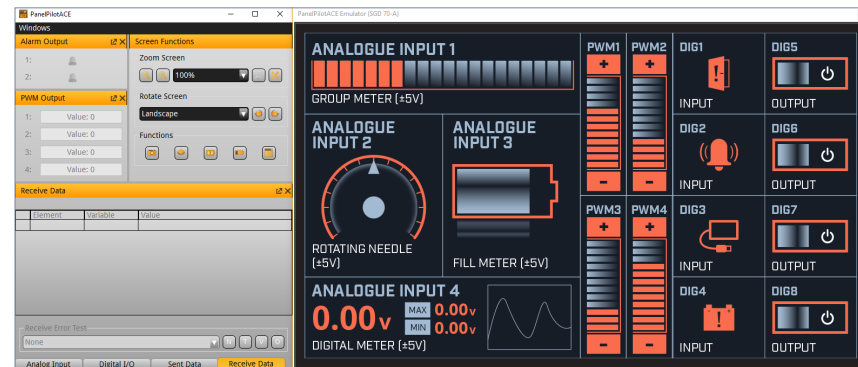 PanelPilotACE
Windows
Alarm Output
1:
2:
PWM Output
1: Value: 0
2: Value: 0
3: Value: 0
4: Value: 0
Screen Functions
Zoom Screen
100%
Rotate Screen
Landscape
Functions
Receive Data
Element Variable Value
Receive Error Test
None
N T V O
Analog Input Digital I/O Sent Data Receive Data
PanelPilotACE Emulator (SGD 70-A)
ANALOGUE INPUT 1
GROUP METER (±5V)
ANALOGUE
INPUT 2
ROTATING NEEDLE
(±5V)
ANALOGUE
INPUT 3
FILL METER (±5V)
ANALOGUE INPUT 4
0.00v
MAX 0.00v
MIN 0.00v
DIGITAL METER (±5V)
PWM1 PWM2
+ +
- -
PWM3 PWM4
+ +
- -
DIG1
INPUT
DIG5
OUTPUT
DIG2
INPUT
DIG6
OUTPUT
DIG3
INPUT
DIG7
OUTPUT
DIG4
INPUT
DIG8
OUTPUT